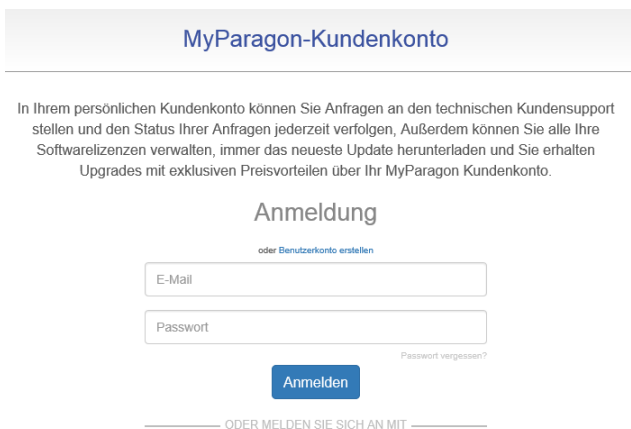 MyParagon-Kundenkonto
In Ihrem persönlichen Kundenkonto können Sie Anfragen an den technischen Kundensupport
stellen und den Status Ihrer Anfragen jederzeit verfolgen, Außerdem können Sie alle Ihre
Softwarelizenzen verwalten, immer das neueste Update herunterladen und Sie erhalten
Upgrades mit exklusiven Preisvorteilen über Ihr MyParagon Kundenkonto.
Anmeldung
oder Benutzerkonto erstellen
E-Mail
Passwort
Passwort vergessen?
Anmelden
ODER MELDEN SIE SICH AN MIT